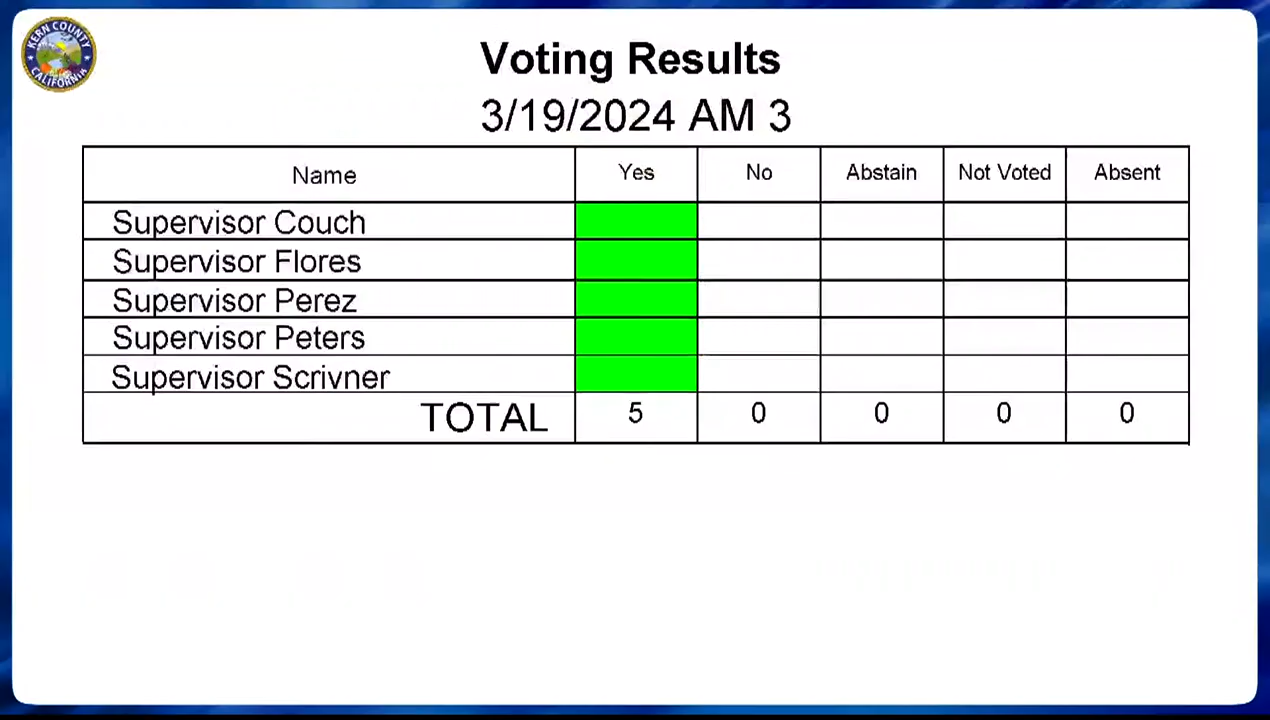 KERN COUNTY
CALIFORNIA
Voting Results
3/19/2024 AM 3
Name Yes No Abstain Not Voted Absent
Supervisor Couch
Supervisor Flores
Supervisor Perez
Supervisor Peters
Supervisor Scrivner
TOTAL 5 0 0 0 0